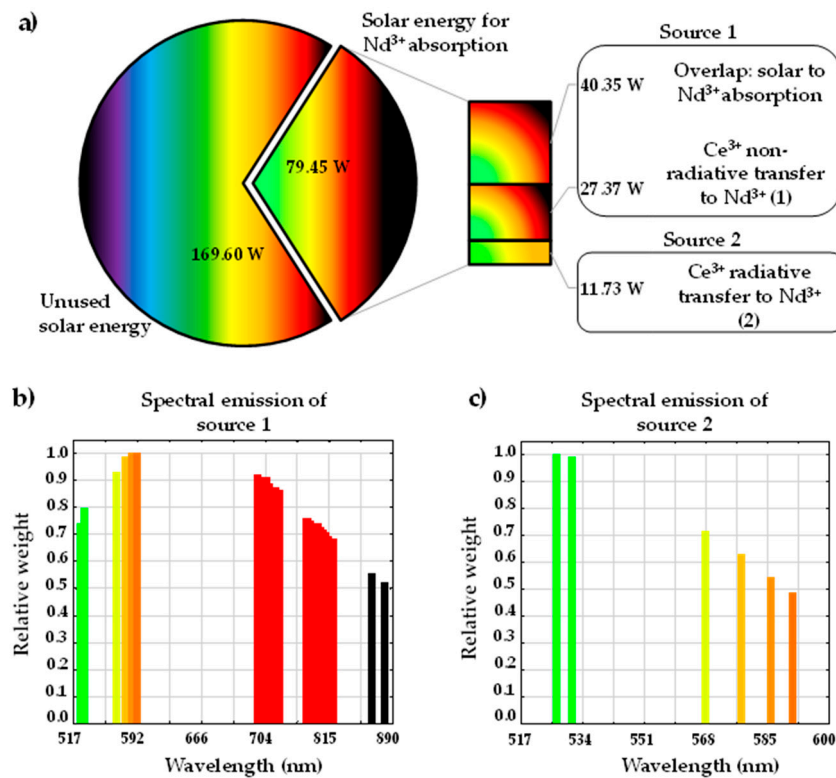 a)
Solar energy for
Nd³⁺ absorption
79.45 W
169.60 W
Unused
solar energy
Source 1
40.35 W
Overlap: solar to
Nd³⁺absorption
27.37 W
Ce³⁺ non-
radiative transfer
to Nd³⁺ (1)
Source 2
11.73 W
Ce³⁺ radiative
transfer to Nd³⁺
(2)
b)
Spectral emission of
source 1
Relative weight
1.0
0.9
0.8
0.7
0.6
0.5
0.4
0.3
0.2
0.1
0.0
517 592 666 704 815 890
Wavelength (nm)
c)
Spectral emission of
source 2
Relative weight
1.0
0.9
0.8
0.7
0.6
0.5
0.4
0.3
0.2
0.1
0.0
517 534 551 568 585 600
Wavelength (nm)